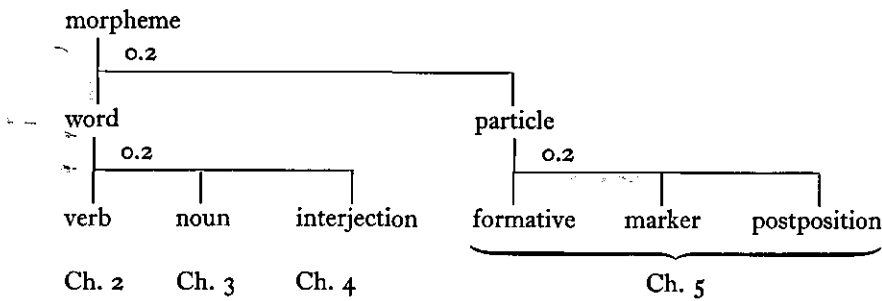 morpheme
0.2
word particle
0.2 0.2
verb noun interjection formative marker postposition
Ch. 2 Ch. 3 Ch. 4 Ch. 5